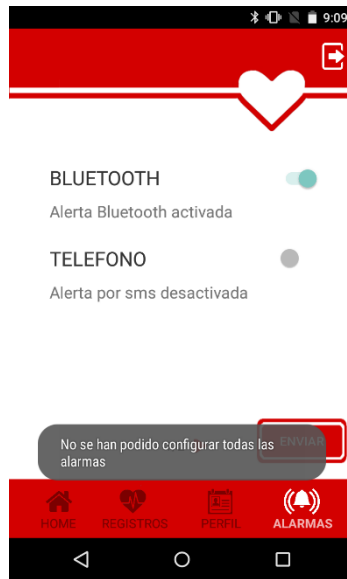 9:09
BLUETOOTH
Alerta Bluetooth activada
TELEFONO
Alerta por sms desactivada
No se han podido configurar todas las
alarmas
ENVIAR
HOME REGISTROS PERFIL ALARMAS